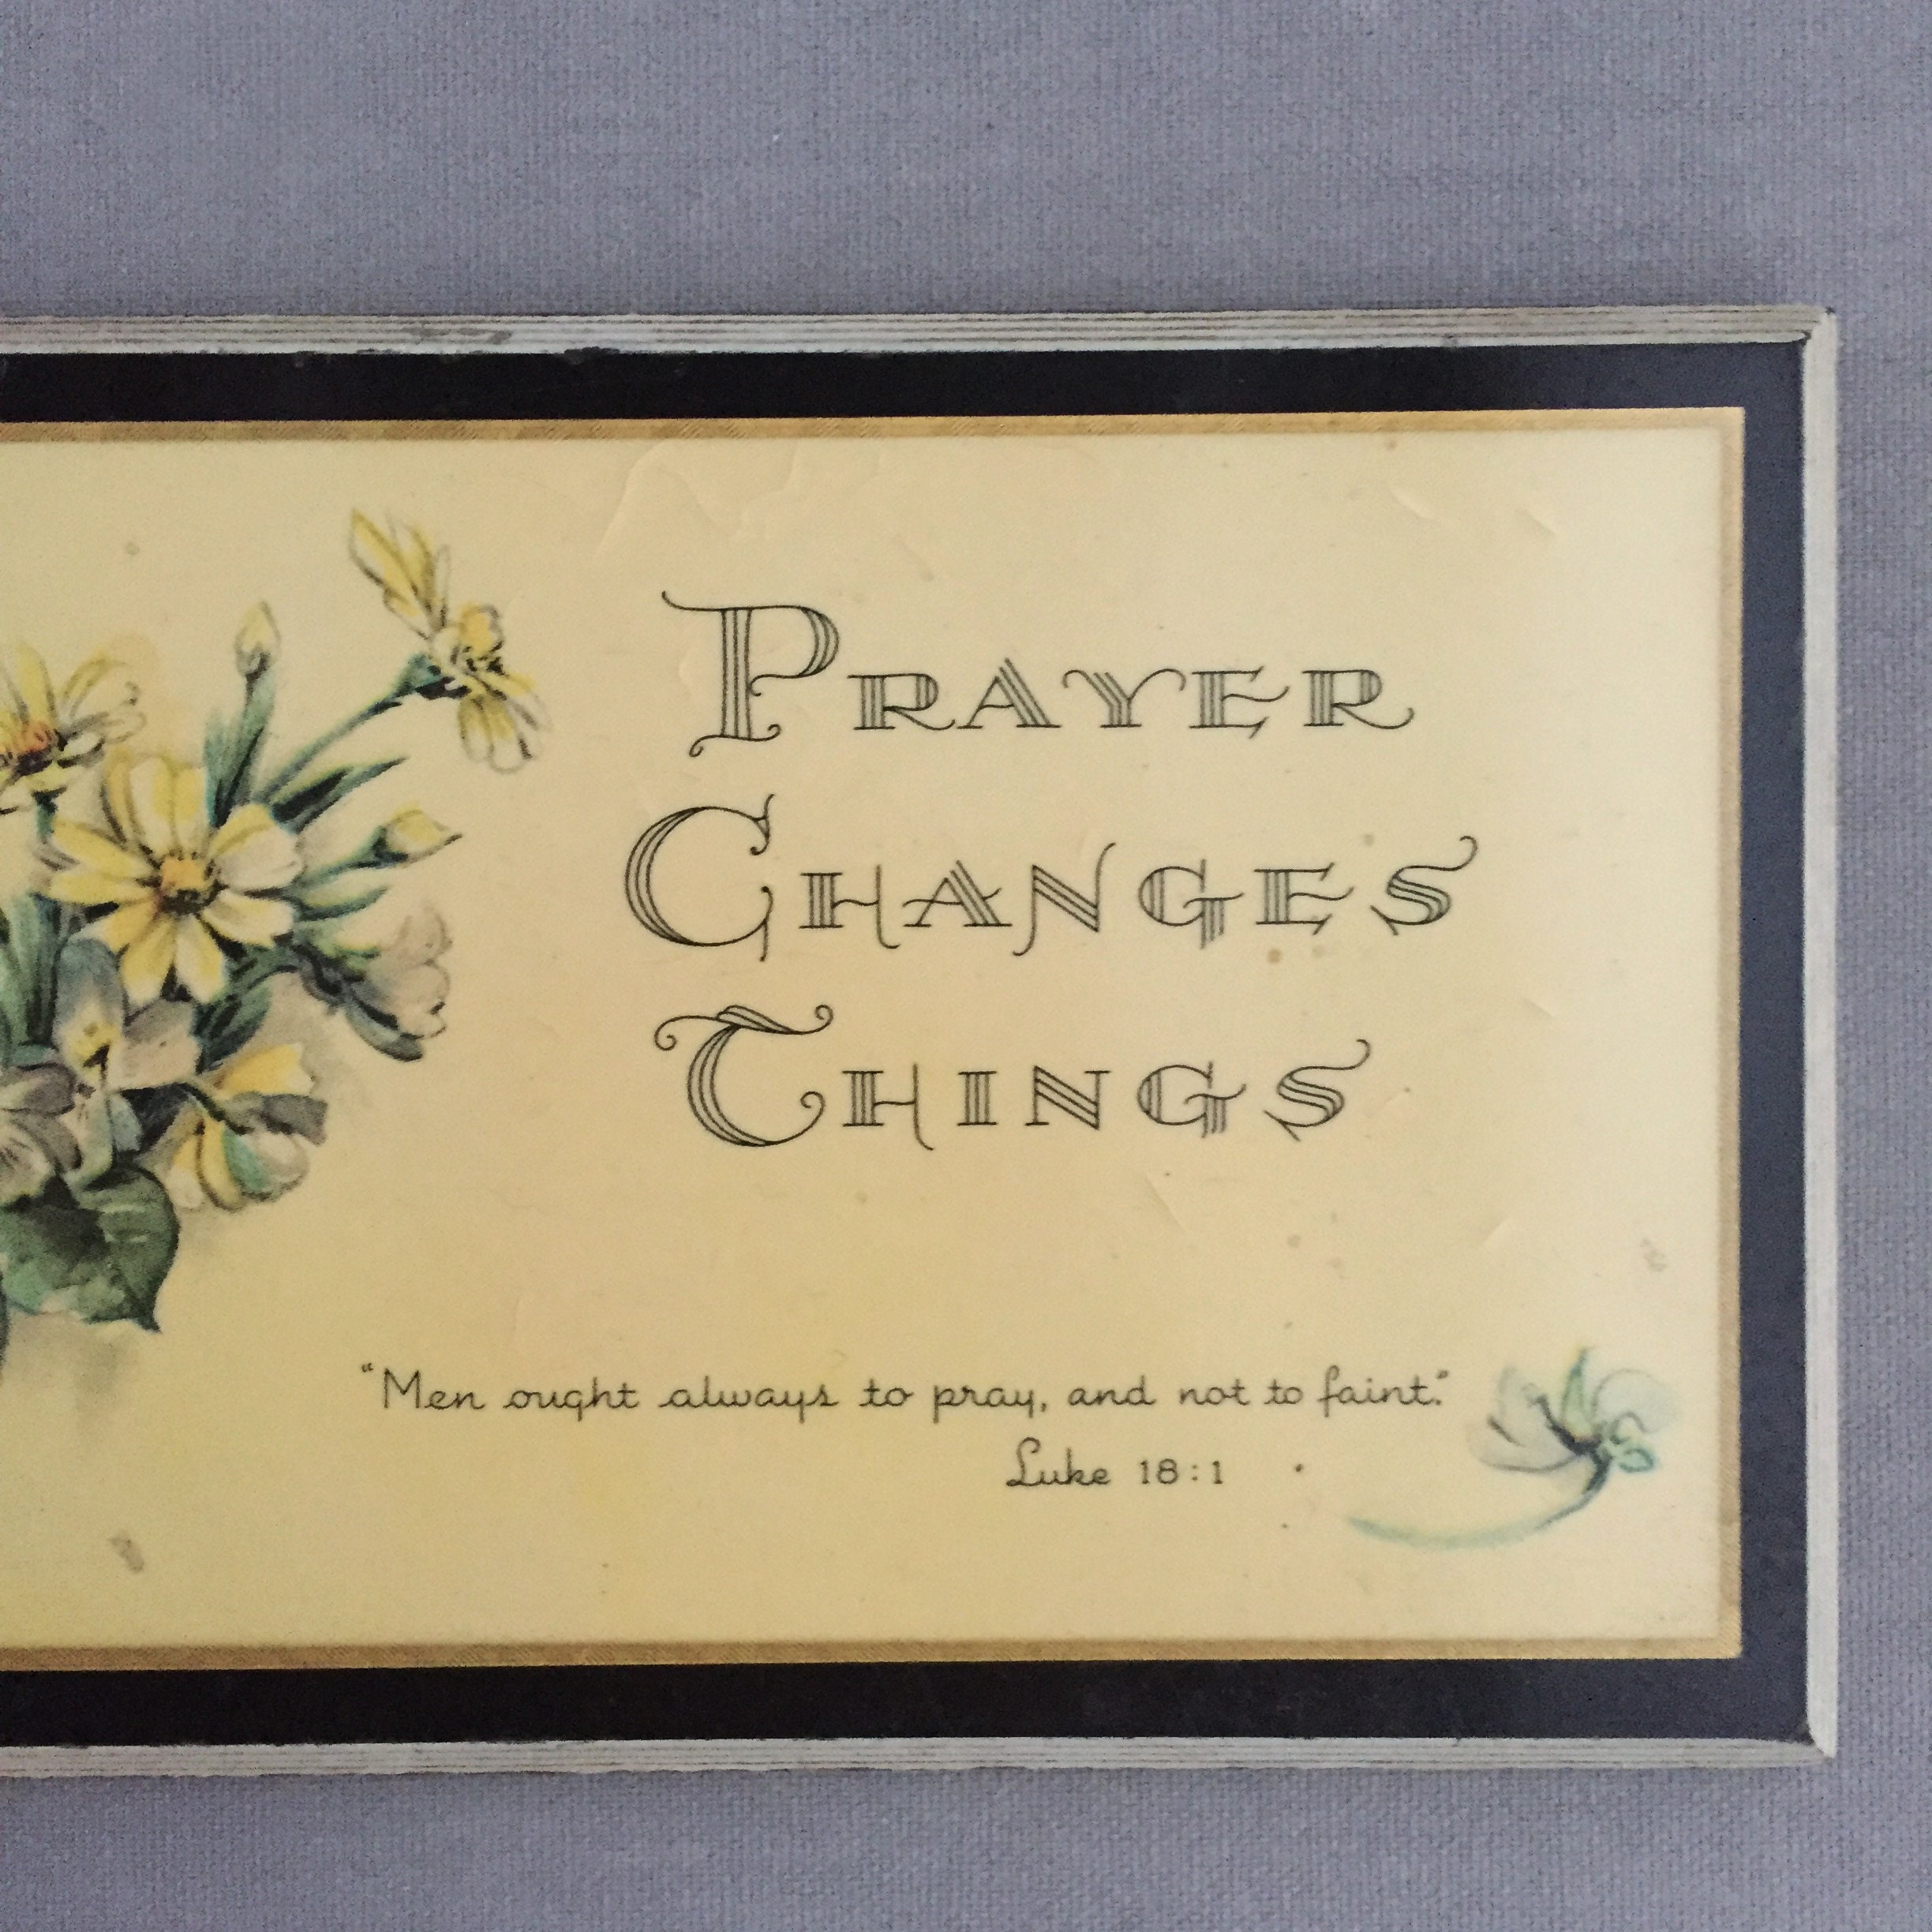 PRAYER
CHANGES
THINGS
"Men ought always to pray, and not to faint."
Luke 18:1